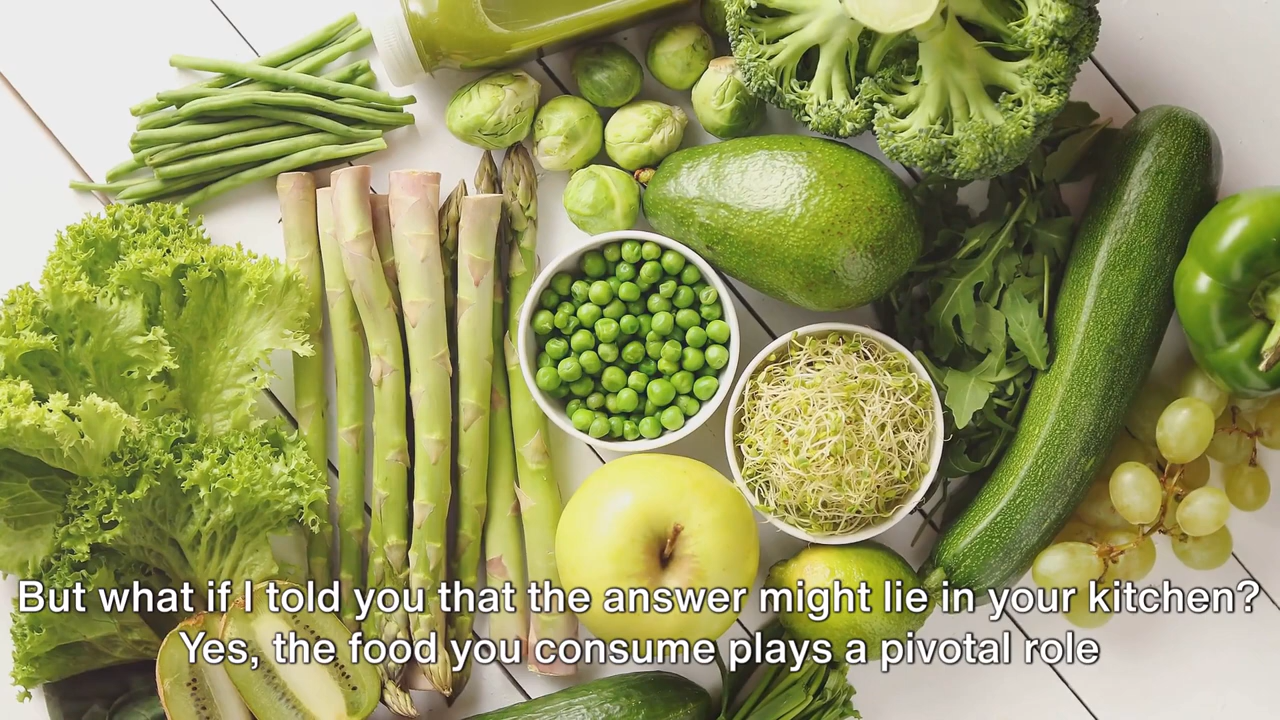 But what if I told you that the answer might lie in your kitchen?
Yes, the food you consume plays a pivotal role